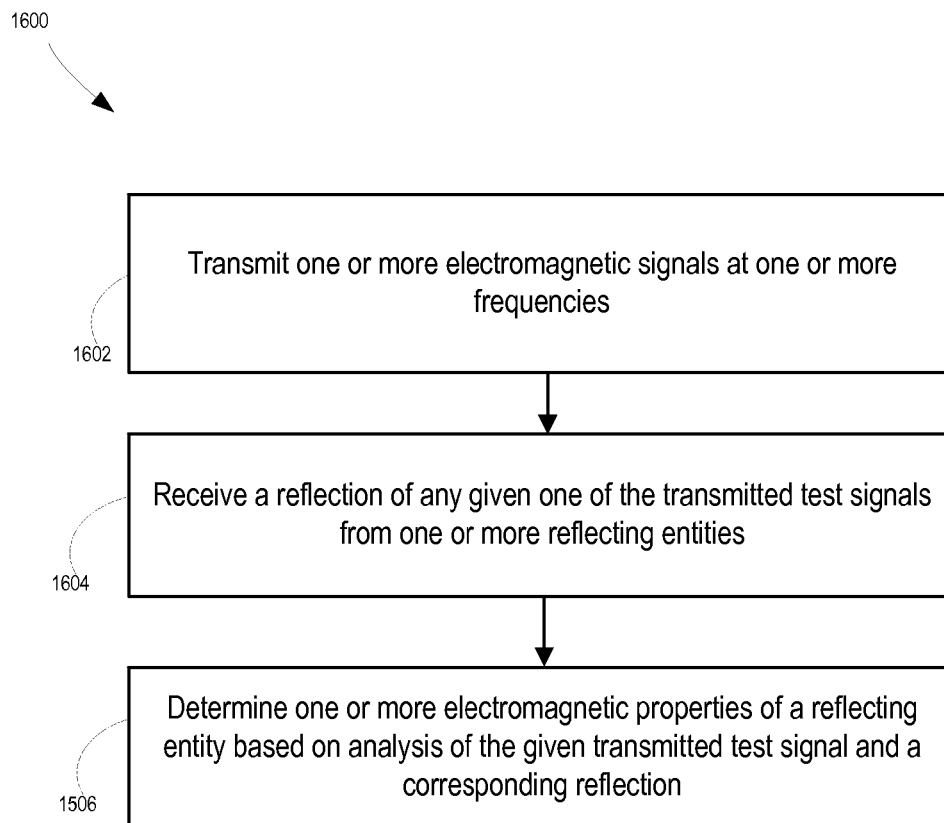 1600
Transmit one or more electromagnetic signals at one or more
frequencies
1602
Receive a reflection of any given one of the transmitted test signals
from one or more reflecting entities
1604
Determine one or more electromagnetic properties of a reflecting
entity based on analysis of the given transmitted test signal and a
corresponding reflection
1506